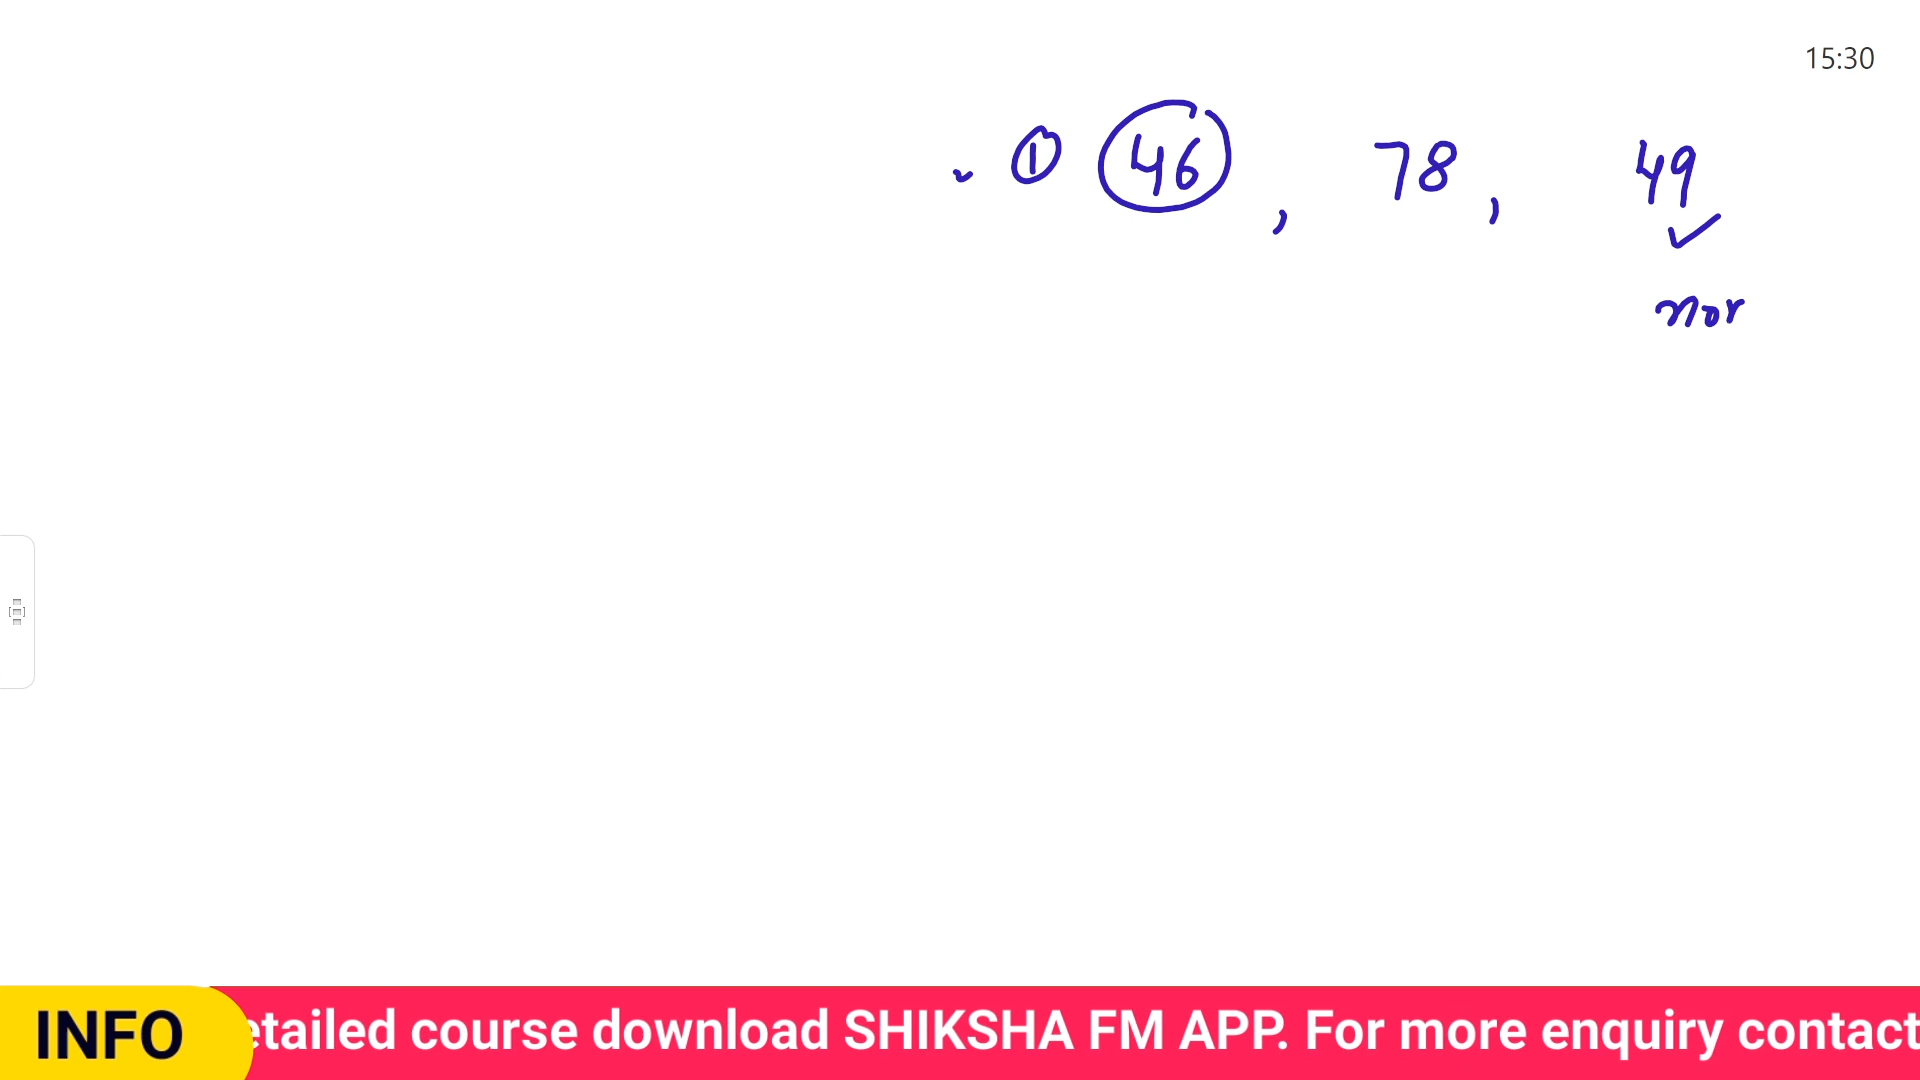 15:30
① 46, 78, 49
nor
INFO etailed course download SHIKSHA FM APP. For more enquiry contact